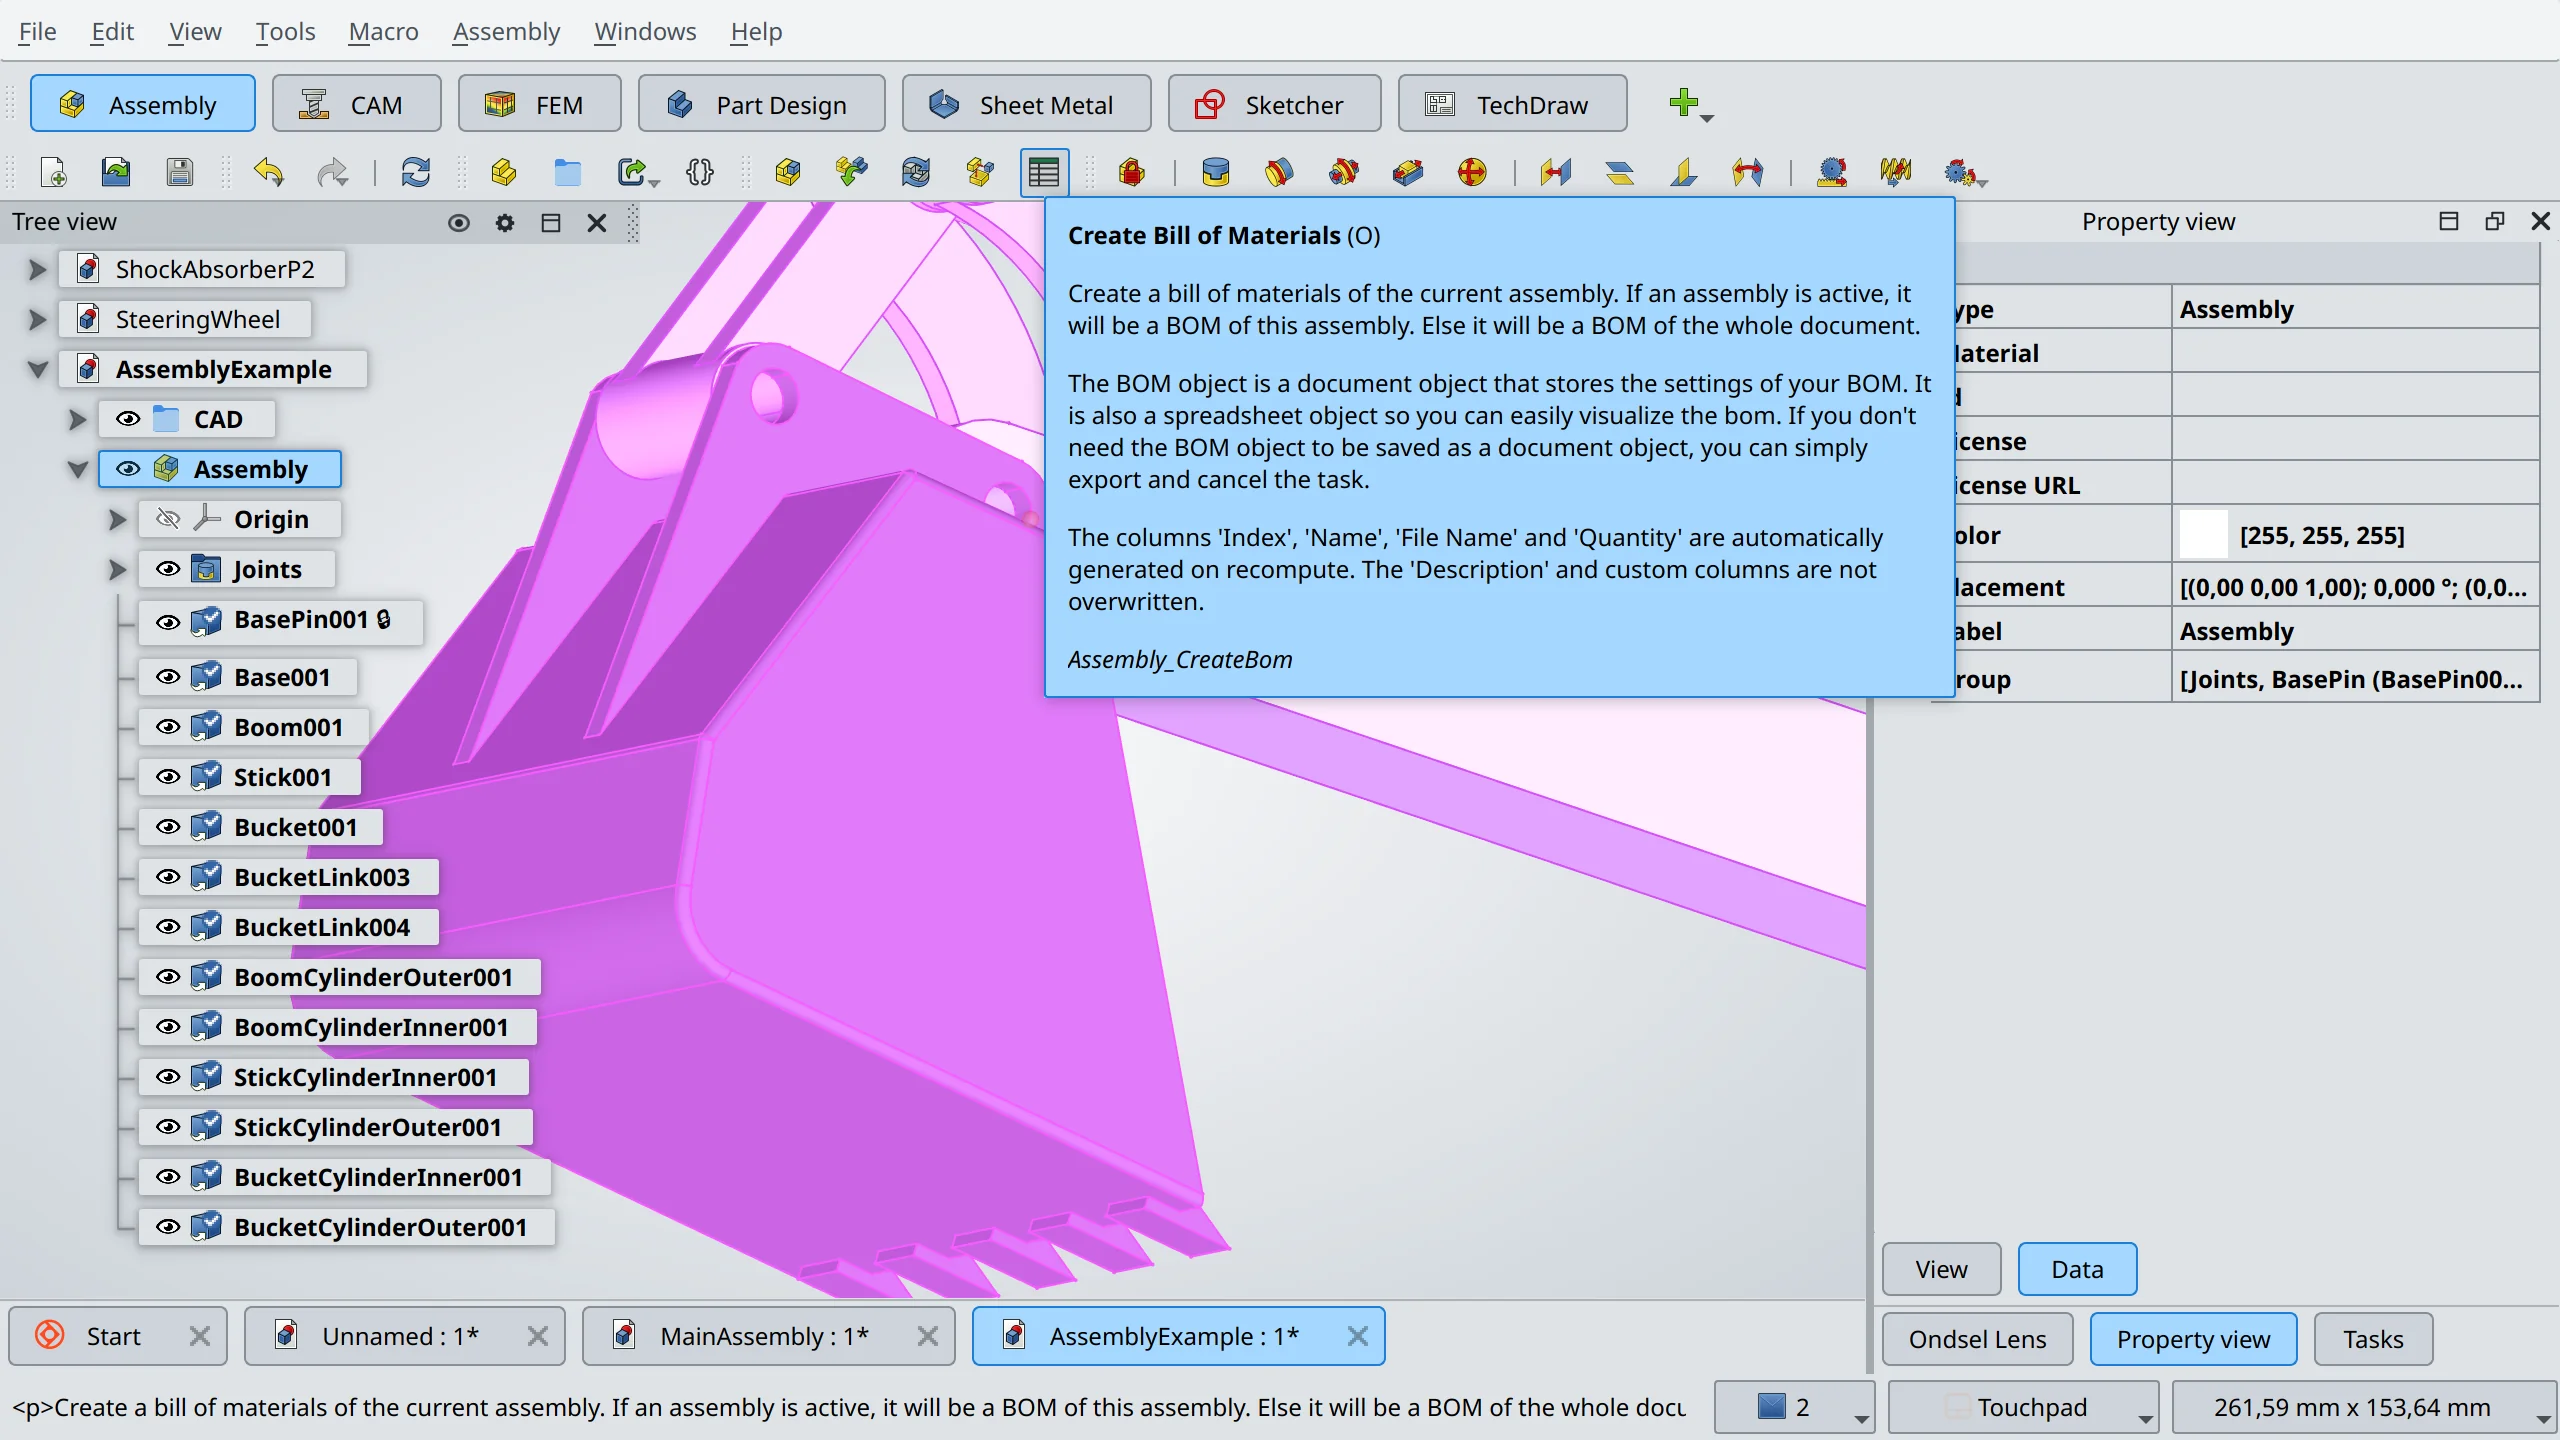 File Edit View Tools Macro Assembly Windows Help
Assembly CAM FEM Part Design Sheet Metal Sketcher TechDraw
Tree view
ShockAbsorberP2
SteeringWheel
AssemblyExample
CAD
Assembly
Origin
Joints
BasePin001
Base001
Boom001
Stick001
Bucket001
BucketLink003
BucketLink004
BoomCylinderOuter001
BoomCylinderInner001
StickCylinderInner001
StickCylinderOuter001
BucketCylinderInner001
BucketCylinderOuter001
Create Bill of Materials (O)
Create a bill of materials of the current assembly. If an assembly is active, it
will be a BOM of this assembly. Else it will be a BOM of the whole document.
The BOM object is a document object that stores the settings of your BOM. It
is also a spreadsheet object so you can easily visualize the bom. If you don't
need the BOM object to be saved as a document object, you can simply
export and cancel the task.
The columns 'Index', 'Name', 'File Name' and 'Quantity' are automatically
generated on recompute. The 'Description' and custom columns are not
overwritten.
Assembly_CreateBom
Property view
ype Assembly
aterial
d
icense
icense URL
olor [255, 255, 255]
lacement [(0,00 0,00 1,00); 0,000 °; (0,0...
abel Assembly
roup [Joints, BasePin (BasePin00...
View Data
Start Unnamed : 1* MainAssembly : 1* AssemblyExample : 1*
Ondsel Lens Property view Tasks
<p>Create a bill of materials of the current assembly. If an assembly is active, it will be a BOM of this assembly. Else it will be a BOM of the whole docu
2 Touchpad 261,59 mm x 153,64 mm